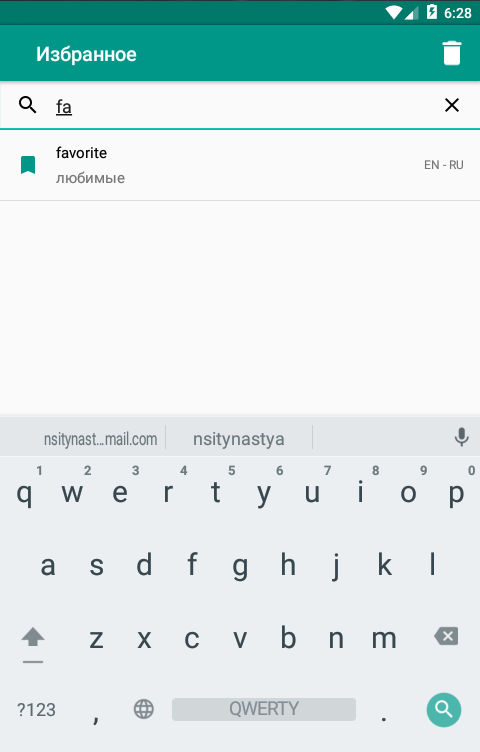 6:28
Избранное
fa
favorite
любимые
EN - RU
nsitynast...mail.com nsitynastya
1 2 3 4 5 6 7 8 9 0
q w e r t y u i o p
a s d f g h j k l
z x c v b n m
?123 , QWERTY .